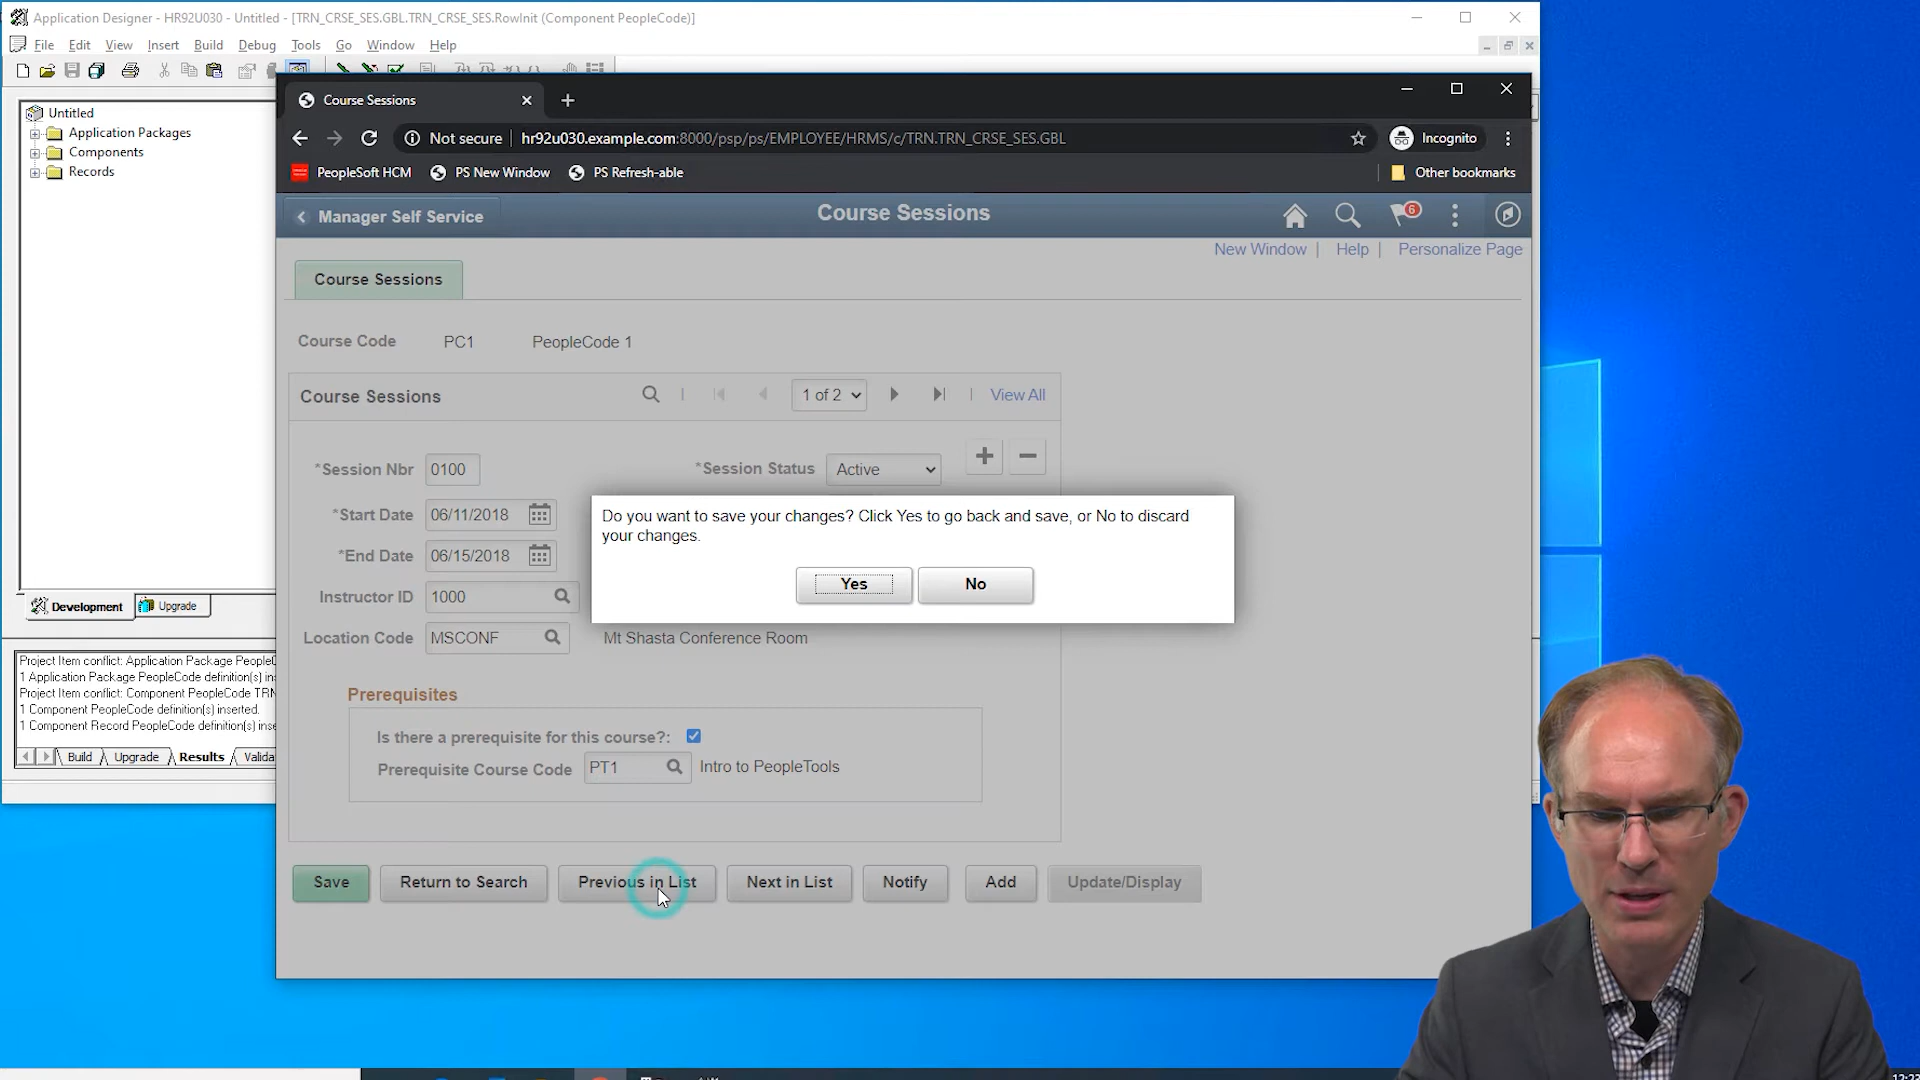 Application Designer - HR92U030 - Untitled - [TRN_CRSE_SES.GBL.TRN_CRSE_SES.RowInit (Component PeopleCode)]
File Edit View Insert Build Debug Tools Go Window Help
Untitled
Application Packages
Components
Records
Development Upgrade
Project Item conflict: Application Package
1 Application Package PeopleCode definition(s)
Project Item conflict: Component PeopleCode TRN
1 Component PeopleCode definition(s) inserted.
1 Component Record PeopleCode definition(s)
Build Upgrade Results
Course Sessions
Not secure hr92u030.example.com:8000/psp/ps/EMPLOYEE/HRMS/c/TRN.TRN_CRSE_SES.GBL Incognito
PeopleSoft HCM PS New Window PS Refresh-able Other bookmarks
Manager Self Service Course Sessions 6
New Window | Help | Personalize Page
Course Sessions
Course Code PC1 PeopleCode 1
Course Sessions 1 of 2 View All
*Session Nbr 0100 *Session Status Active
*Start Date 06/11/2018
*End Date 06/15/2018
Instructor ID 1000
Location Code MSCONF Mt Shasta Conference Room
Do you want to save your changes? Click Yes to go back and save, or No to discard
your changes.
Yes No
Prerequisites
Is there a prerequisite for this course?:
Prerequisite Course Code PT1 Intro to PeopleTools
Save Return to Search Previous in List Next in List Notify Add Update/Display